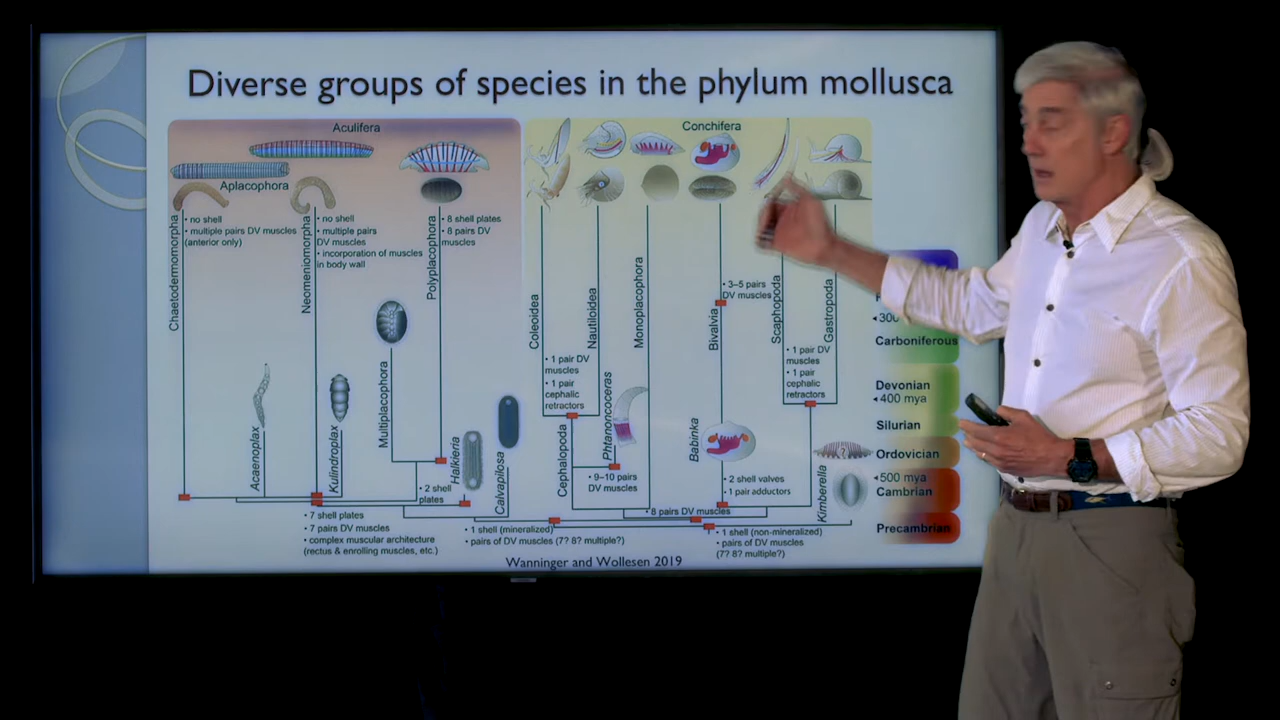 Diverse groups of species in the phylum mollusca
Aculifera
Conchifera
Aplacophora
Chaetodermomorpha
• no shell
• multiple pairs DV muscles
(anterior only)
Neomeniomorpha
• no shell
• multiple pairs
DV muscles
• incorporation of muscles
in body wall
Polyplacophora
• 8 shell plates
• 8 pairs DV
muscles
Coleoidea
Nautiloidea
Monoplacophora
Bivalvia
• 3–5 pairs
DV muscles
Scaphopoda
Gastropoda
• 1 pair DV
muscles
• 1 pair
cephalic
retractors
• 1 pair DV
muscles
• 1 pair
cephalic
retractors
Acaenoplax
Kulindroplax
Multiplacophora
Halkieria
Calvapilosa
Cephalopoda
Phtanoncoceras
Babinka
Kimberella
• 2 shell
plates
• 9–10 pairs
DV muscles
• 2 shell valves
• 1 pair adductors
• 8 pairs DV muscles
• 7 shell plates
• 7 pairs DV muscles
• complex muscular architecture
(rectus & enrolling muscles, etc.)
• 1 shell (mineralized)
• pairs of DV muscles (7? 8? multiple?)
• 1 shell (non-mineralized)
• pairs of DV muscles
(7? 8? multiple?)
◂300
Carboniferous
Devonian
◂400 mya
Silurian
Ordovician
◂500 mya
Cambrian
Precambrian
Wanninger and Wollesen 2019